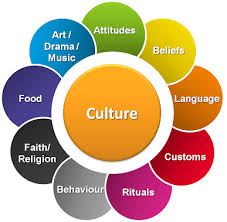 Attitudes
Beliefs
Language
Customs
Rituals
Behaviour
Faith/
Religion
Food
Art /
Drama /
Music
Culture